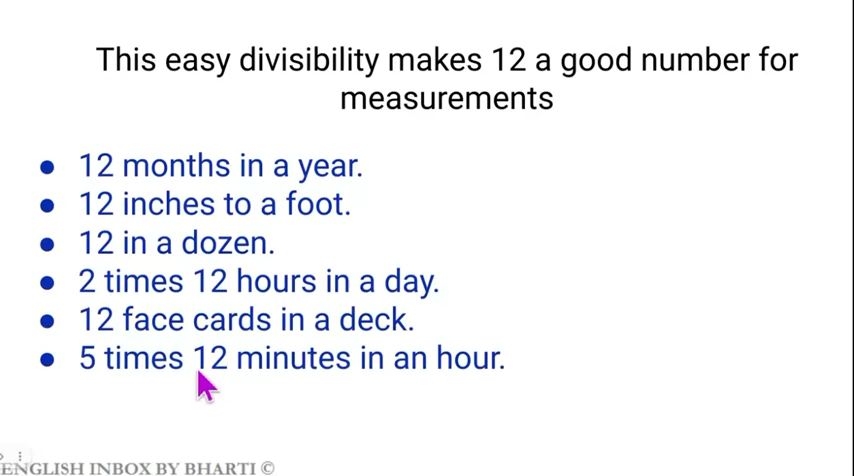 This easy divisibility makes 12 a good number for
measurements
● 12 months in a year.
● 12 inches to a foot.
● 12 in a dozen.
● 2 times 12 hours in a day.
● 12 face cards in a deck.
● 5 times 12 minutes in an hour.
ENGLISH INBOX BY BHARTI ©